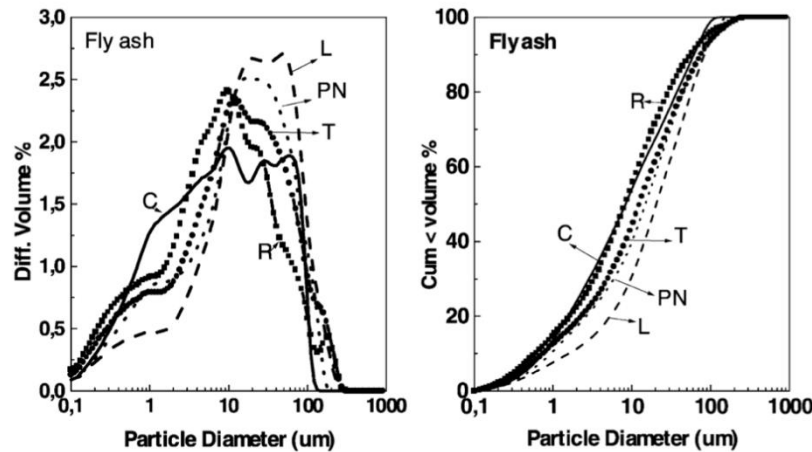 Fly ash
3,0
2,5
2,0
1,5
1,0
0,5
0,0
Diff. Volume %
L
PN
T
C
R
0,1 1 10 100 1000
Particle Diameter (um)
Fly ash
100
80
60
40
20
0
Cum < volume %
R
C
T
PN
L
0,1 1 10 100 1000
Particle Diameter (um)